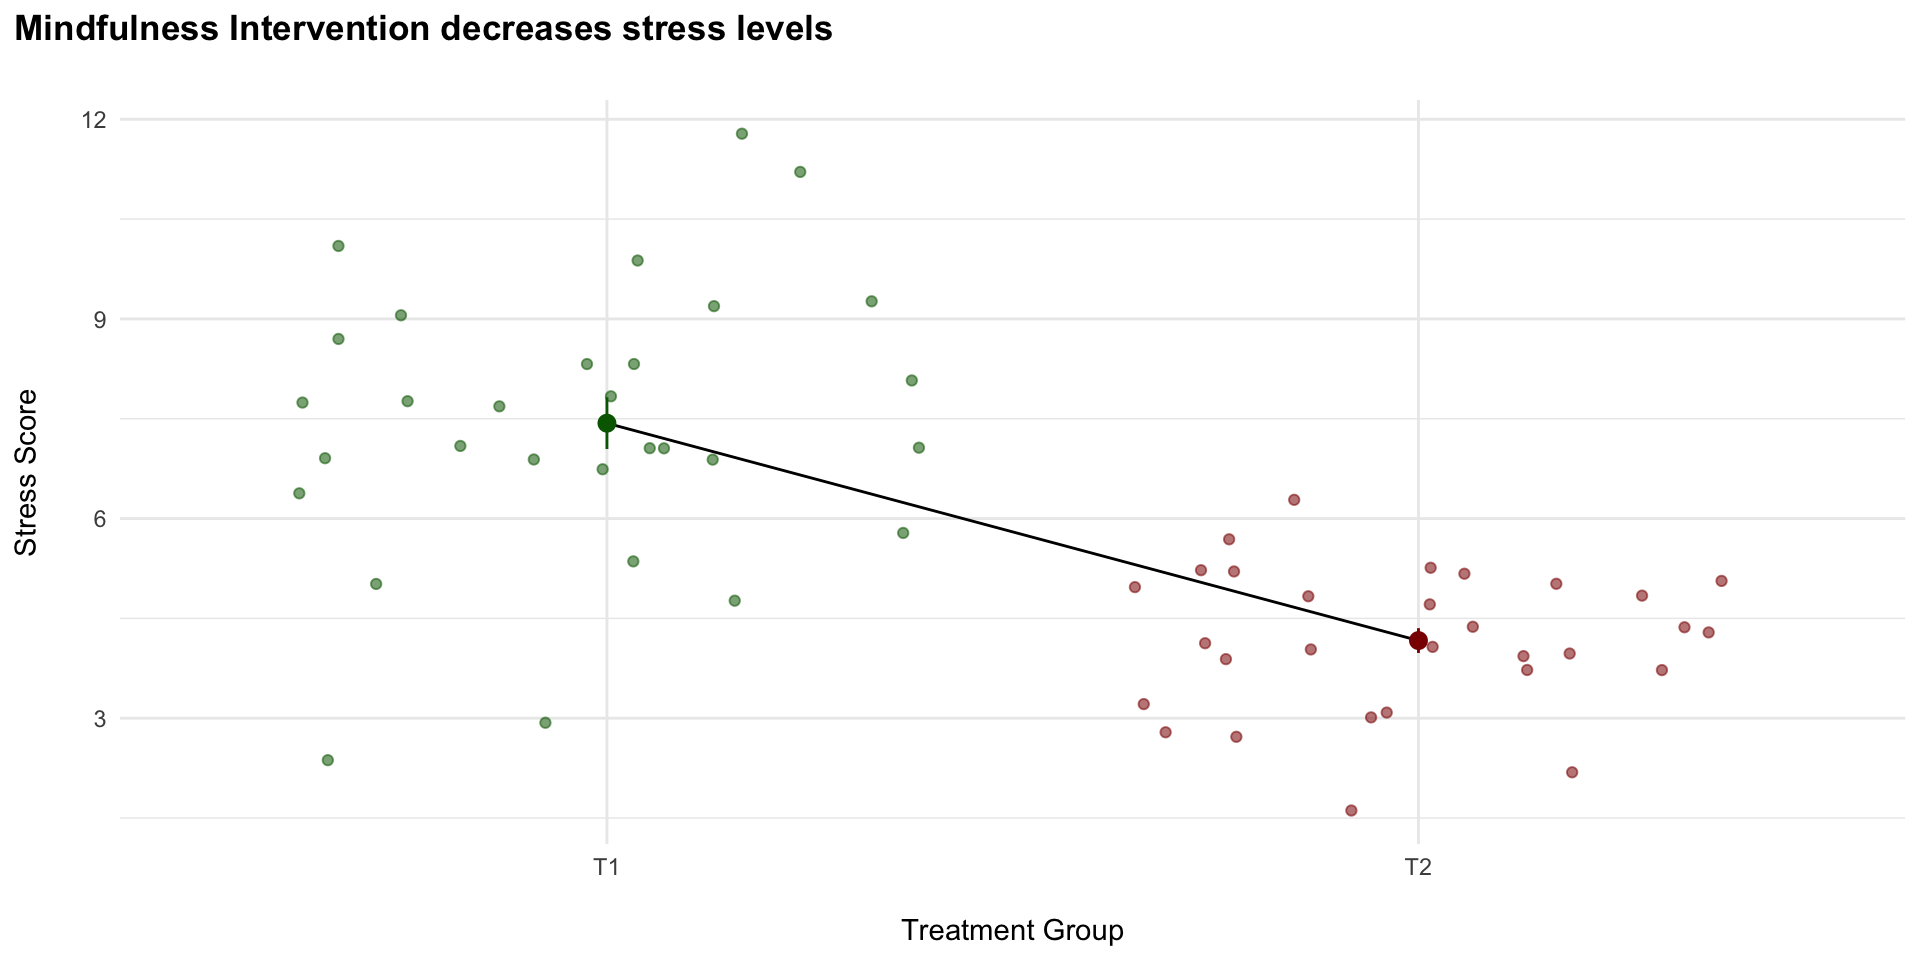 Mindfulness Intervention decreases stress levels
12
9
6
3
Stress Score
T1
T2
Treatment Group